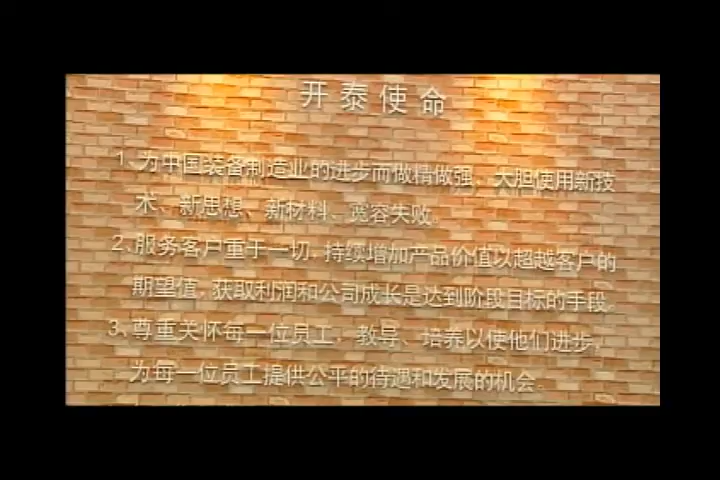 开泰使命
1、为中国装备制造业的进步而做精做强、大胆使用新技
术、新思想、新材料、宽容失败。
2、服务客户重于一切，持续增加产品价值以超越客户的
期望值，获取利润和公司成长是达到阶段目标的手段。
3、尊重关怀每一位员工，教导、培养以使他们进步，
为每一位员工提供公平的待遇和发展的机会。